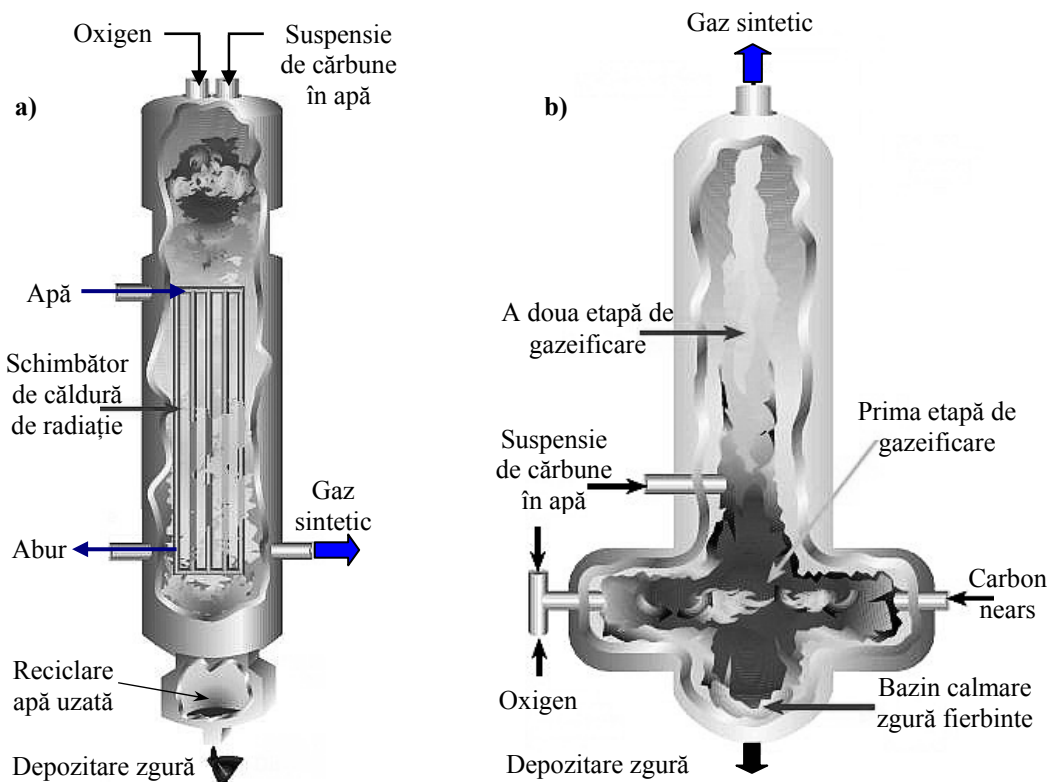 a)
Oxigen
Suspensie
de cărbune
în apă
Apă
Schimbător
de căldură
de radiație
Abur
Gaz
sintetic
Reciclare
apă uzată
Depozitare zgură
b)
Gaz sintetic
A doua etapă de
gazeificare
Prima etapă de
gazeificare
Suspensie
de cărbune
în apă
Oxigen
Carbon
nears
Bazin calmare
zgură fierbinte
Depozitare zgură